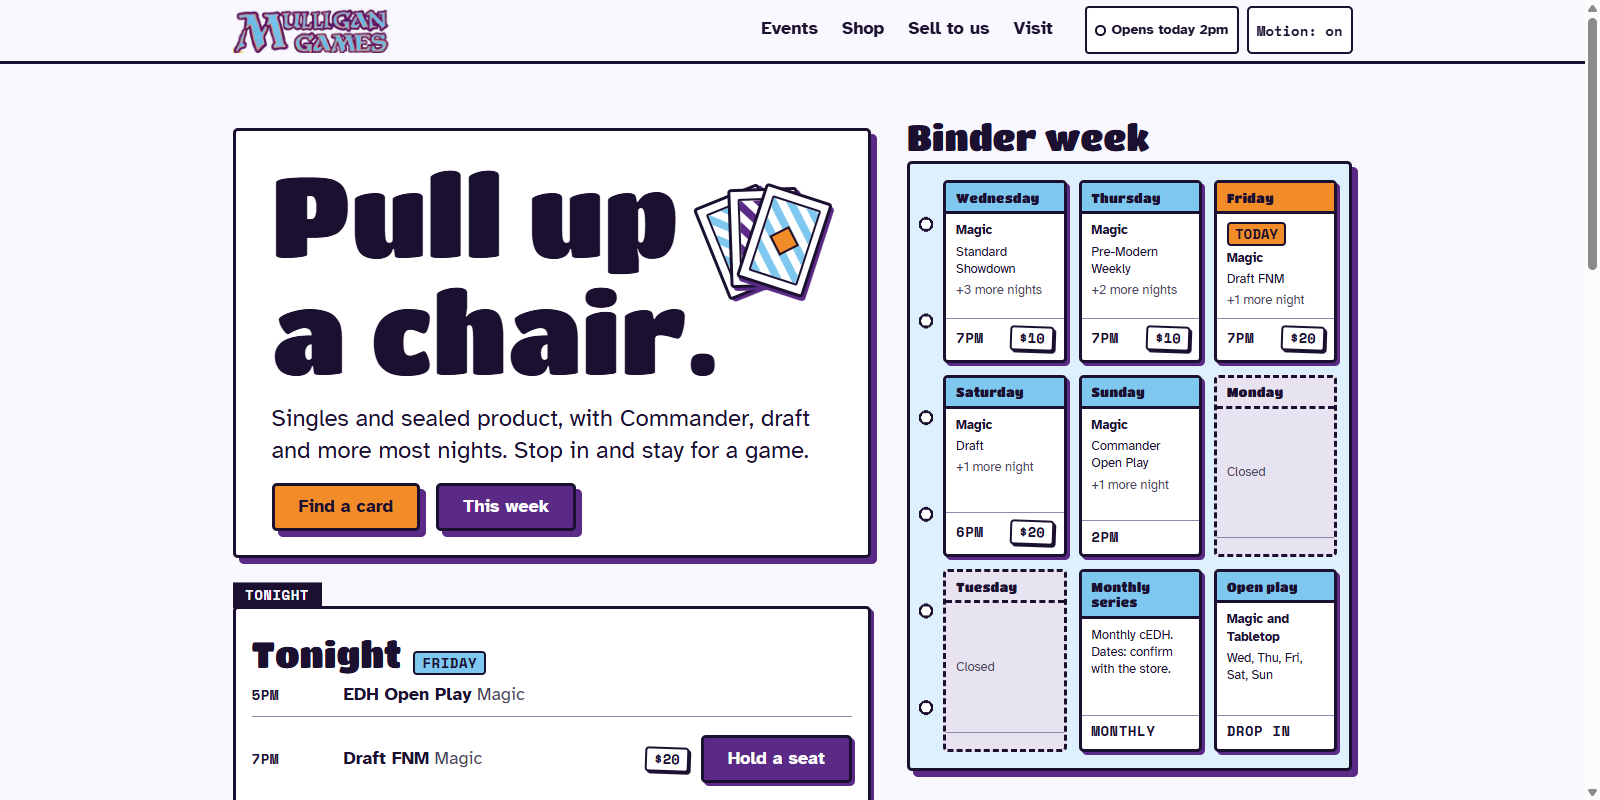 MULLIGAN GAMES
Events Shop Sell to us Visit
Opens today 2pm
Motion: on
Pull up
a chair.
Singles and sealed product, with Commander, draft
and more most nights. Stop in and stay for a game.
Find a card
This week
TONIGHT
Tonight FRIDAY
5PM EDH Open Play Magic
7PM Draft FNM Magic $20 Hold a seat
Binder week
Wednesday
Magic
Standard
Showdown
+3 more nights
7PM $10
Thursday
Magic
Pre-Modern
Weekly
+2 more nights
7PM $10
Friday
TODAY
Magic
Draft FNM
+1 more night
7PM $20
Saturday
Magic
Draft
+1 more night
6PM $20
Sunday
Magic
Commander
Open Play
+1 more night
2PM
Monday
Closed
Tuesday
Closed
Monthly
series
Monthly cEDH.
Dates: confirm
with the store.
MONTHLY
Open play
Magic and
Tabletop
Wed, Thu, Fri,
Sat, Sun
DROP IN